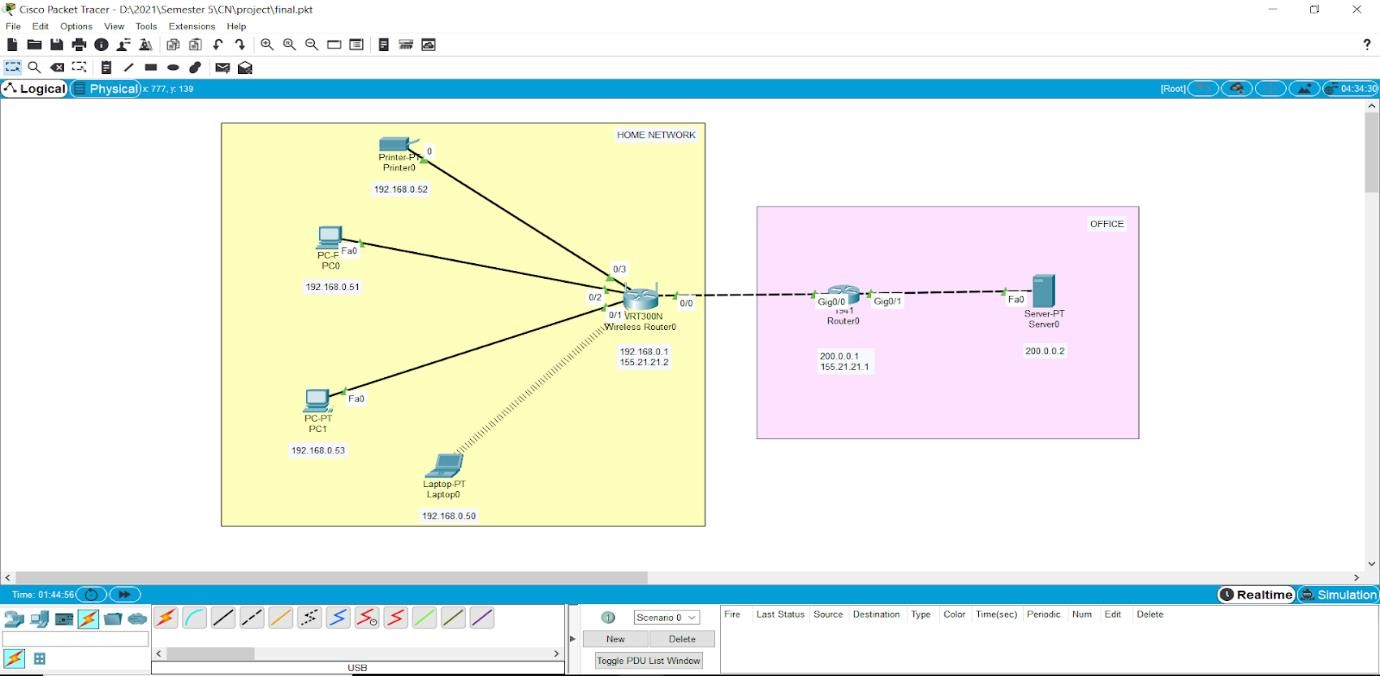 Cisco Packet Tracer - D:\2021\Semester 5\CN\project\final.pkt
File Edit Options View Tools Extensions Help
?
Logical Physical x: 777, y: 139 [Root] 04:34:30
HOME NETWORK
0
Printer-PT
Printer0
192.168.0.52
OFFICE
Fa0
PC-F
PC0
192.168.0.51
0/3
0/2
0/1
0/0
WRT300N
Wireless Router0
192.168.0.1
155.21.21.2
Gig0/0 Gig0/1
1941
Router0
200.0.0.1
155.21.21.1
Fa0
Server-PT
Server0
200.0.0.2
Fa0
PC-PT
PC1
192.168.0.53
Laptop-PT
Laptop0
192.168.0.50
Time: 01:44:56 Realtime Simulation
Scenario 0
New Delete
Toggle PDU List Window
Fire Last Status Source Destination Type Color Time(sec) Periodic Num Edit Delete
USB